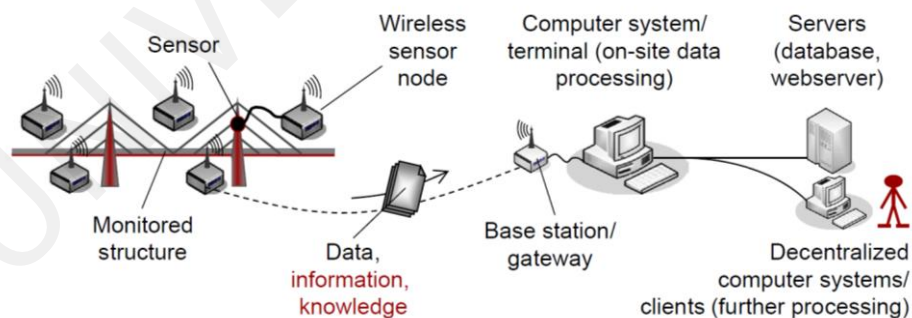 Sensor
Wireless
sensor
node
Computer system/
terminal (on-site data
processing)
Servers
(database,
webserver)
Monitored
structure
Data,
information,
knowledge
Base station/
gateway
Decentralized
computer systems/
clients (further processing)